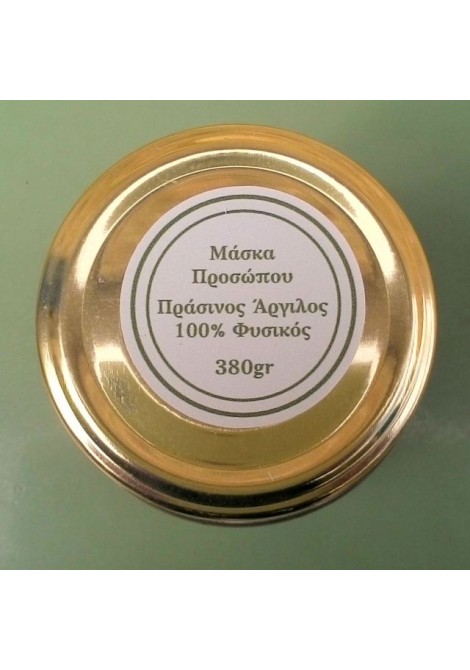 Μάσκα
Προσώπου
Πράσινος Άργιλος
100% Φυσικός
380gr